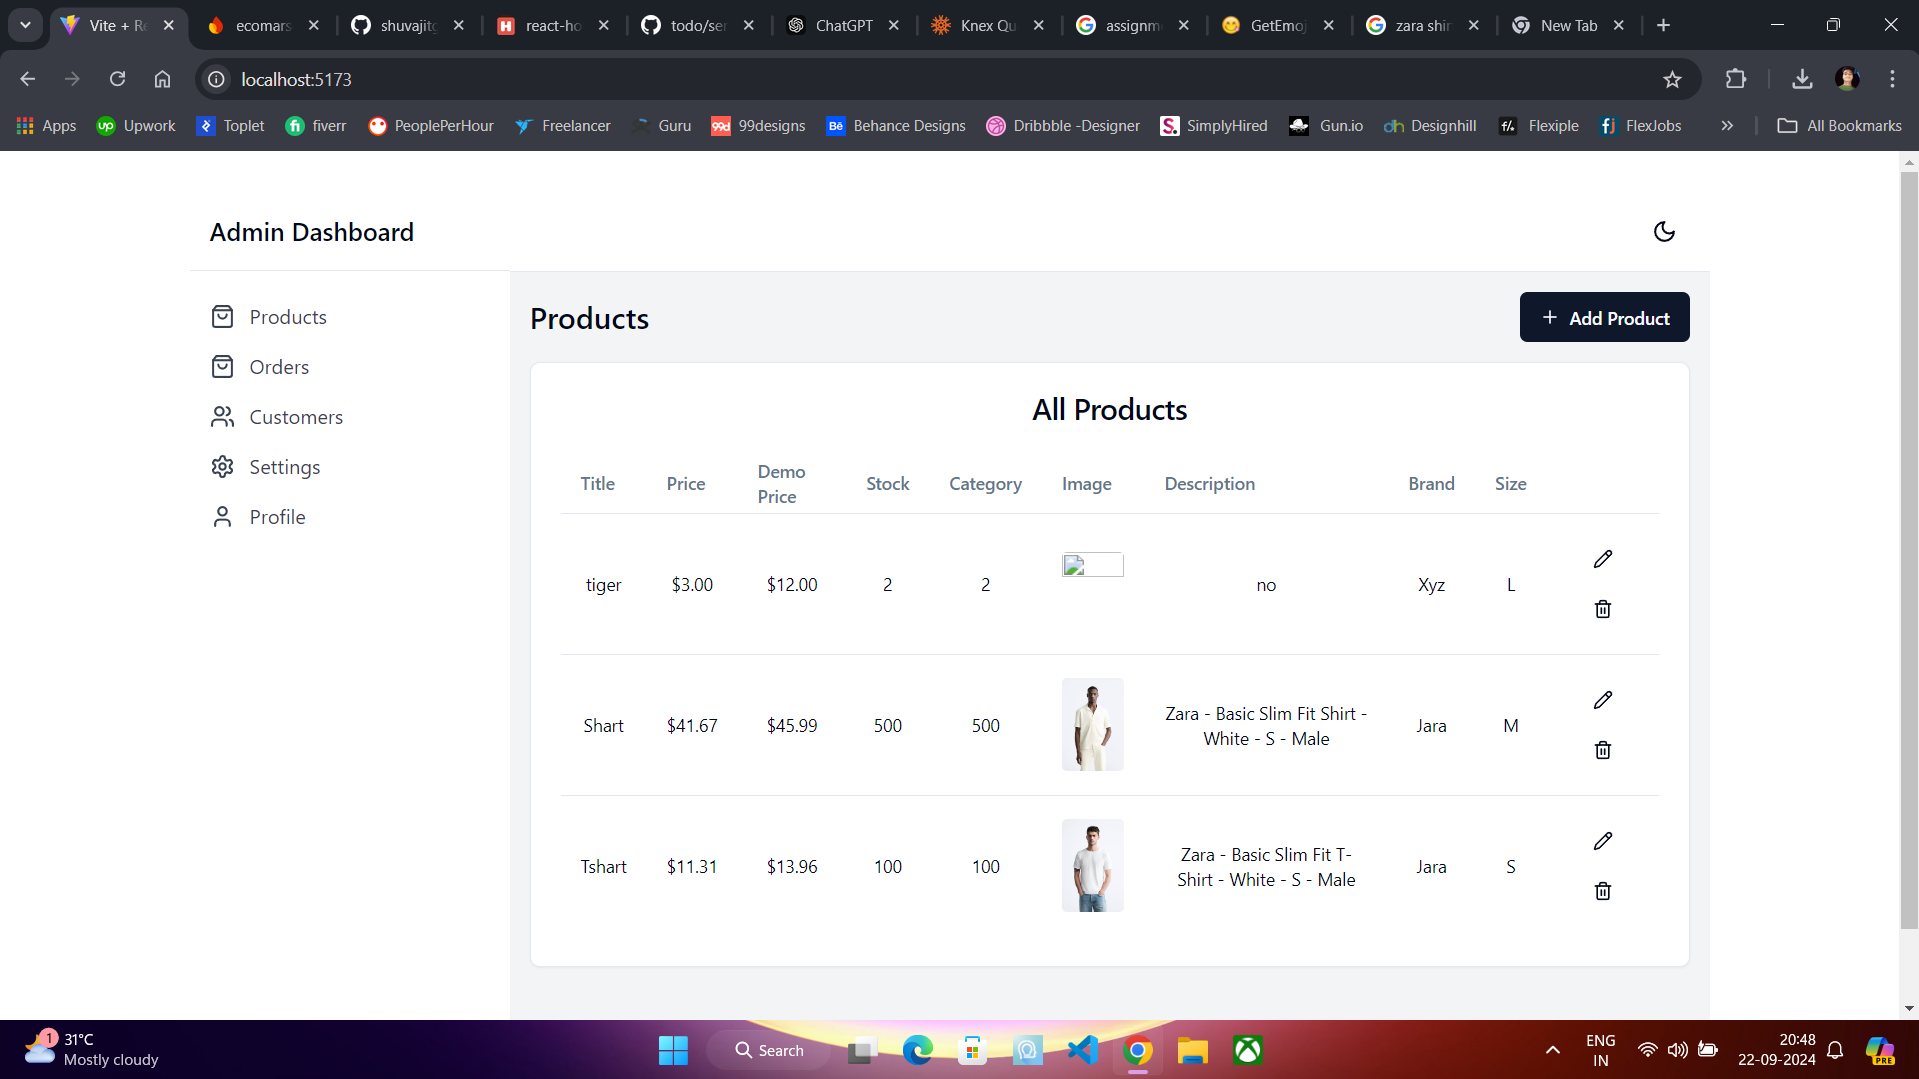 Vite + Re
ecomars
shuvajitg
react-ho
todo/ser
ChatGPT
Knex Qu
assignm
GetEmoj
zara shir
New Tab
localhost:5173
Apps
Upwork
Toplet
fiverr
PeoplePerHour
Freelancer
Guru
99designs
Behance Designs
Dribbble -Designer
SimplyHired
Gun.io
Designhill
Flexiple
FlexJobs
All Bookmarks
Admin Dashboard
Products
Orders
Customers
Settings
Profile
Products
+ Add Product
All Products
Title Price Demo Price Stock Category Image Description Brand Size
tiger $3.00 $12.00 2 2 no Xyz L
Shart $41.67 $45.99 500 500 Zara - Basic Slim Fit Shirt -
White - S - Male Jara M
Tshart $11.31 $13.96 100 100 Zara - Basic Slim Fit T-
Shirt - White - S - Male Jara S
1
31°C
Mostly cloudy
Search
ENG
IN
20:48
22-09-2024
PRE